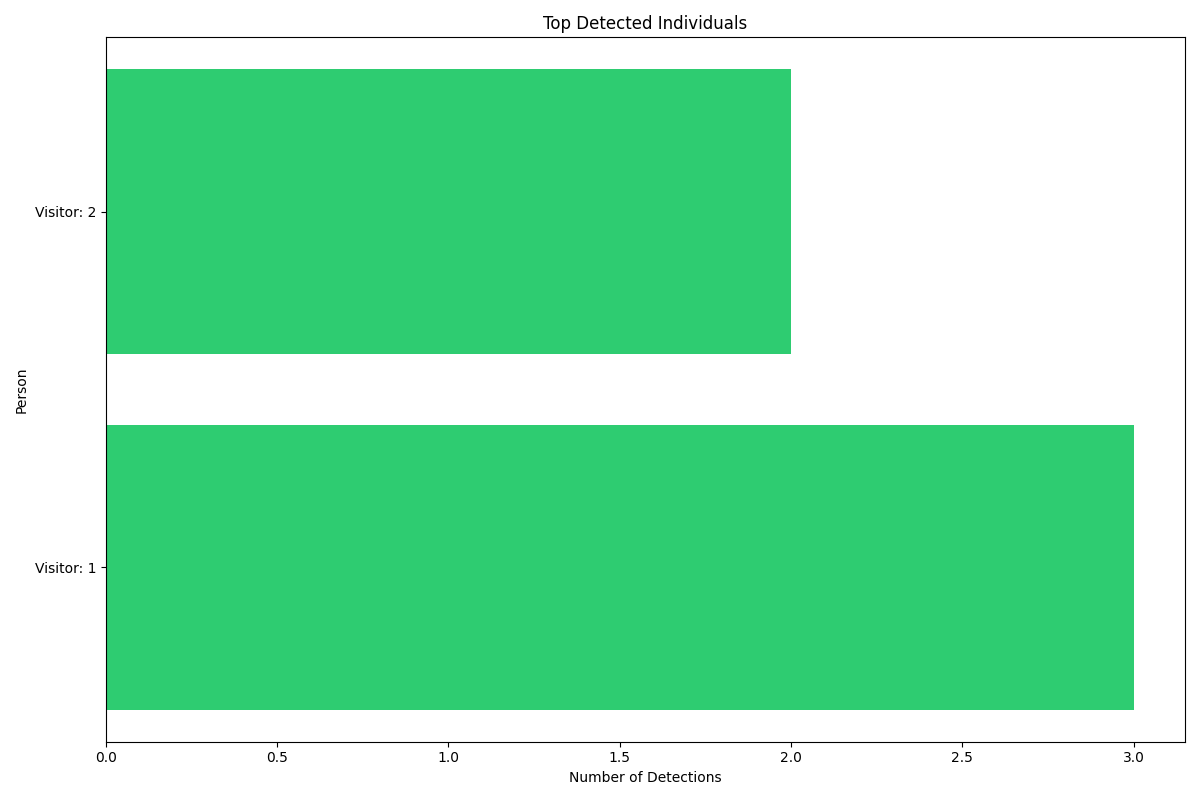 Top Detected Individuals
Person
Visitor: 2
Visitor: 1
0.0 0.5 1.0 1.5 2.0 2.5 3.0
Number of Detections